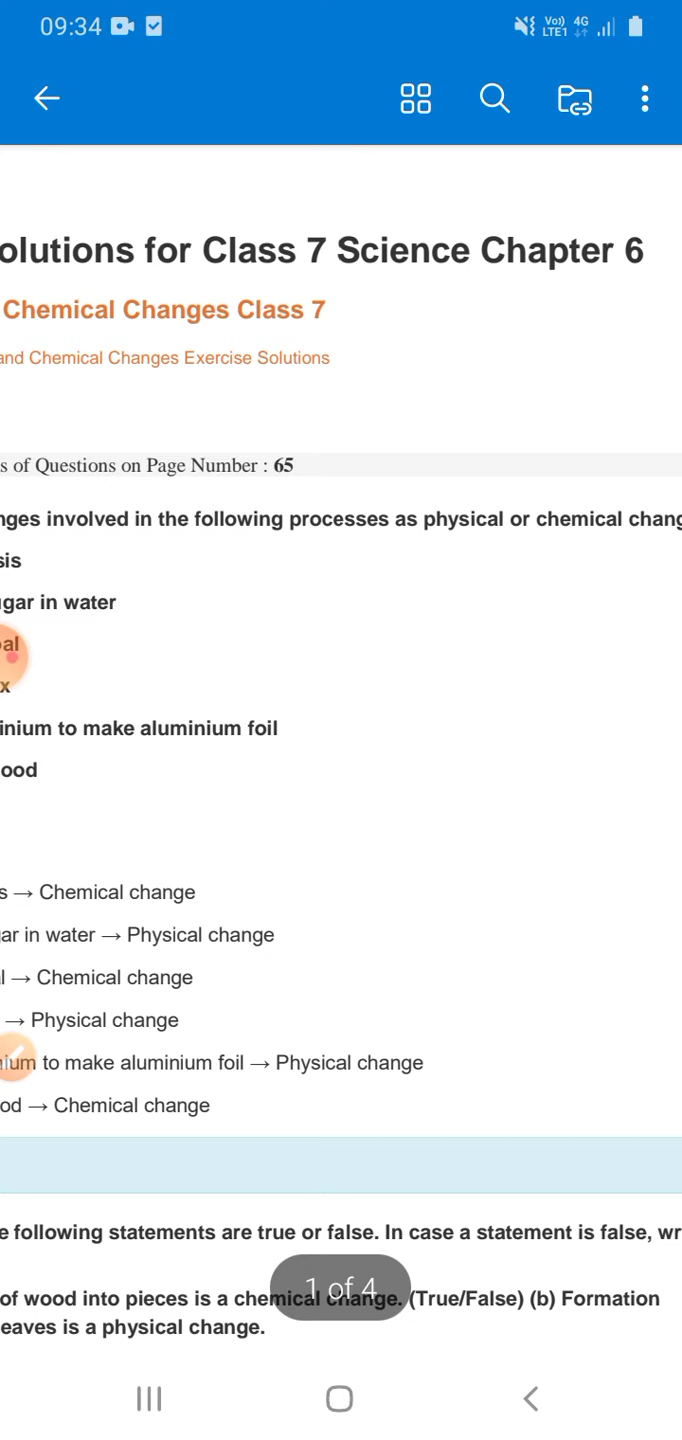 09:34
Vo)) 4G
LTE1
olutions for Class 7 Science Chapter 6
Chemical Changes Class 7
and Chemical Changes Exercise Solutions
s of Questions on Page Number : 65
nges involved in the following processes as physical or chemical chang
sis
gar in water
al
x
inium to make aluminium foil
ood
s → Chemical change
ar in water → Physical change
l → Chemical change
→ Physical change
nium to make aluminium foil → Physical change
od → Chemical change
e following statements are true or false. In case a statement is false, wr
1 of 4
of wood into pieces is a chemical change. (True/False) (b) Formation
eaves is a physical change.